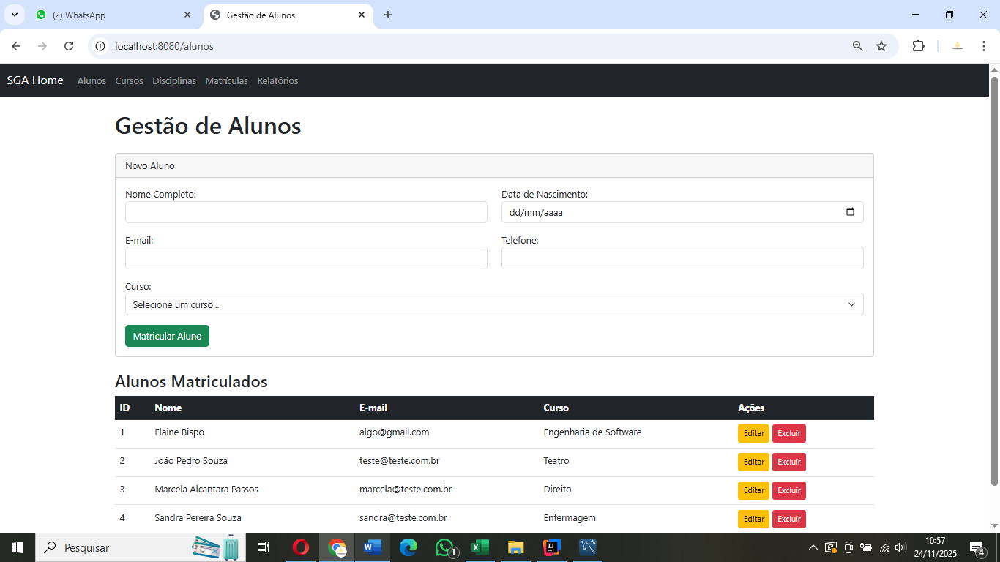 (2) WhatsApp
Gestão de Alunos
localhost:8080/alunos
SGA Home Alunos Cursos Disciplinas Matrículas Relatórios
Gestão de Alunos
Novo Aluno
Nome Completo: Data de Nascimento:
dd/mm/aaaa
E-mail: Telefone:
Curso:
Selecione um curso...
Matricular Aluno
Alunos Matriculados
ID Nome E-mail Curso Ações
1 Elaine Bispo algo@gmail.com Engenharia de Software Editar Excluir
2 João Pedro Souza teste@teste.com.br Teatro Editar Excluir
3 Marcela Alcantara Passos marcela@teste.com.br Direito Editar Excluir
4 Sandra Pereira Souza sandra@teste.com.br Enfermagem Editar Excluir
Pesquisar
1
10:57
24/11/2025
4